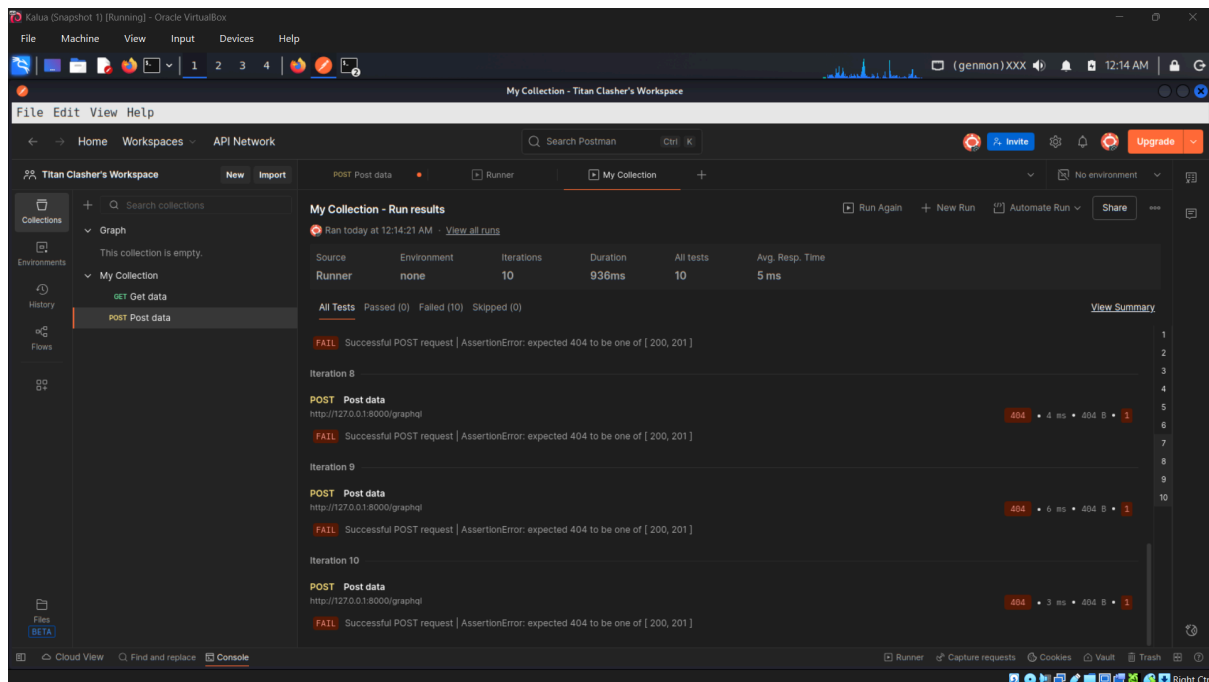 Kalua (Snapshot 1) [Running] - Oracle VirtualBox
File Machine View Input Devices Help
1 2 3 4 2 (genmon)XXX 12:14 AM
My Collection - Titan Clasher's Workspace
File Edit View Help
Home Workspaces API Network Search Postman Ctrl K Invite Upgrade
Titan Clasher's Workspace New Import POST Post data Runner My Collection No environment
Collections
Search collections
My Collection - Run results
Run Again New Run Automate Run Share
Graph
Ran today at 12:14:21 AM · View all runs
This collection is empty.
Environments
Source Environment Iterations Duration All tests Avg. Resp. Time
Runner none 10 936ms 10 5 ms
My Collection
GET Get data
POST Post data
History
Flows
All Tests Passed (0) Failed (10) Skipped (0) View Summary
FAIL Successful POST request | AssertionError: expected 404 to be one of [ 200, 201 ]
Iteration 8
POST Post data
http://127.0.0.1:8000/graphql
404 • 4 ms • 404 B • 1
FAIL Successful POST request | AssertionError: expected 404 to be one of [ 200, 201 ]
Iteration 9
POST Post data
http://127.0.0.1:8000/graphql
404 • 6 ms • 404 B • 1
FAIL Successful POST request | AssertionError: expected 404 to be one of [ 200, 201 ]
Iteration 10
POST Post data
http://127.0.0.1:8000/graphql
404 • 3 ms • 404 B • 1
FAIL Successful POST request | AssertionError: expected 404 to be one of [ 200, 201 ]
1
2
3
4
5
6
7
8
9
10
Files
BETA
Cloud View Find and replace Console Runner Capture requests Cookies Vault Trash
Right Ctrl